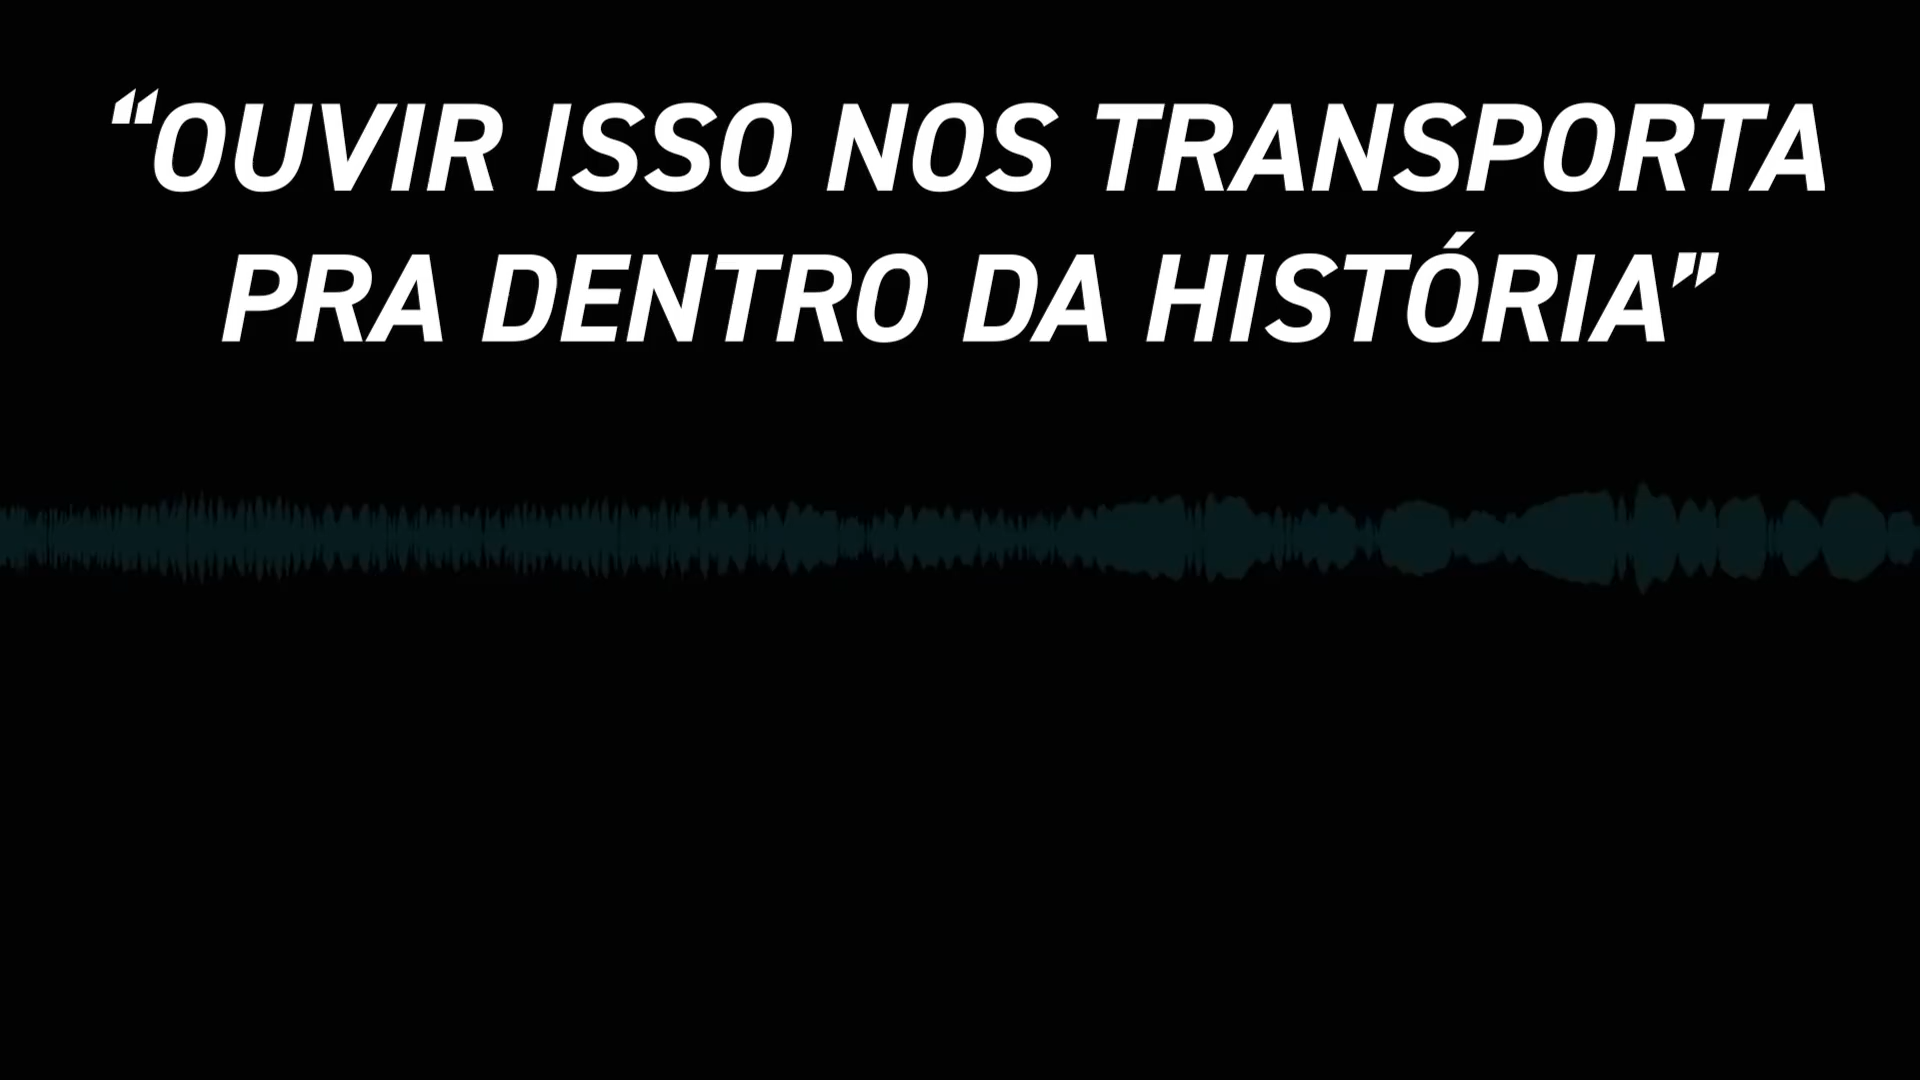 “OUVIR ISSO NOS TRANSPORTA
PRA DENTRO DA HISTÓRIA”